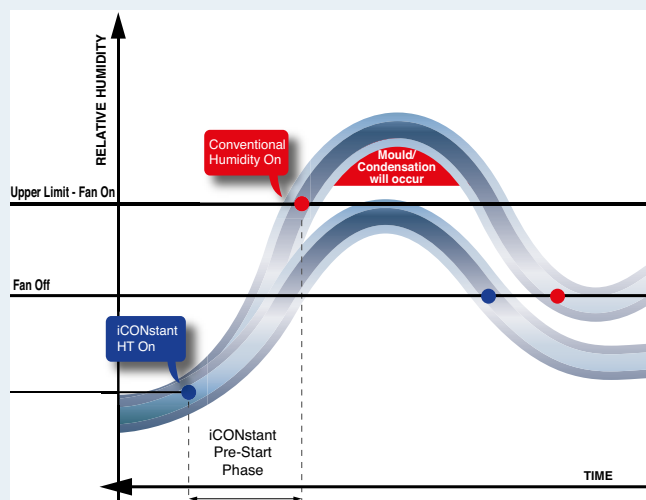 RELATIVE HUMIDITY
Conventional
Humidity On
Mould/
Condensation
will occur
Upper Limit - Fan On
Fan Off
iCONstant
HT On
iCONstant
Pre-Start
Phase
TIME